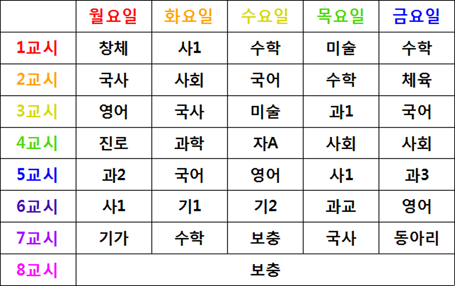 월요일 화요일 수요일 목요일 금요일
1교시 창체 사1 수학 미술 수학
2교시 국사 사회 국어 수학 체육
3교시 영어 국사 미술 과1 국어
4교시 진로 과학 자A 사회 사회
5교시 과2 국어 영어 사1 과3
6교시 사1 기1 기2 과교 영어
7교시 기가 수학 보충 국사 동아리
8교시 보충